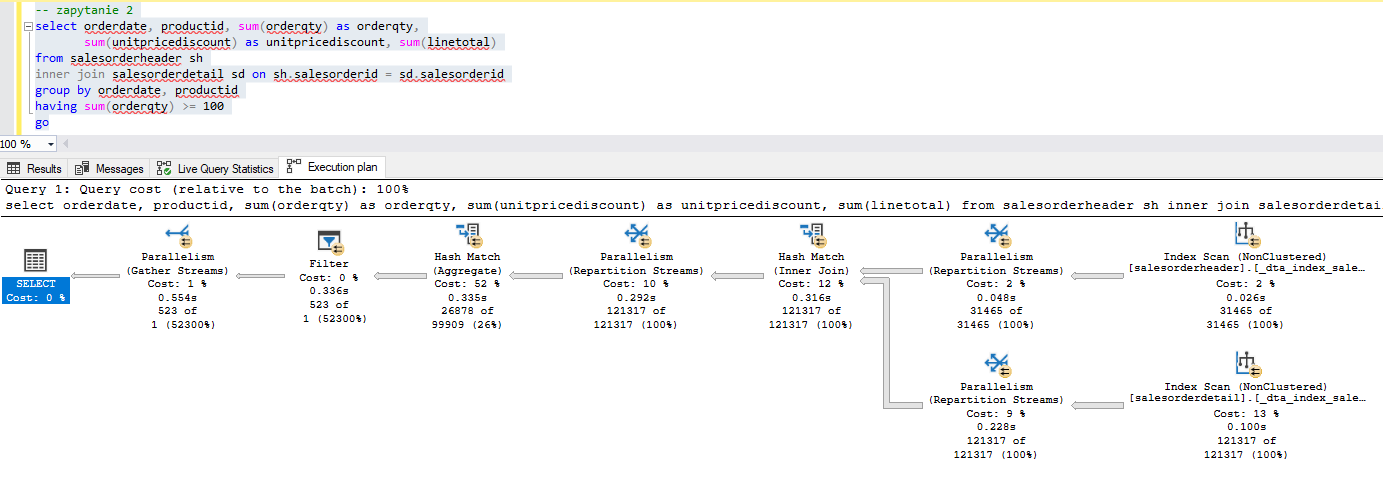 -- zapytanie 2
select orderdate, productid, sum(orderqty) as orderqty,
sum(unitpricediscount) as unitpricediscount, sum(linetotal)
from salesorderheader sh
inner join salesorderdetail sd on sh.salesorderid = sd.salesorderid
group by orderdate, productid
having sum(orderqty) >= 100
go
100 %
Results Messages Live Query Statistics Execution plan
Query 1: Query cost (relative to the batch): 100%
select orderdate, productid, sum(orderqty) as orderqty, sum(unitpricediscount) as unitpricediscount, sum(linetotal) from salesorderheader sh inner join salesorderdetai
SELECT
Cost: 0 %
Parallelism
(Gather Streams)
Cost: 1 %
0.554s
523 of
1 (52300%)
Filter
Cost: 0 %
0.336s
523 of
1 (52300%)
Hash Match
(Aggregate)
Cost: 52 %
0.335s
26878 of
99909 (26%)
Parallelism
(Repartition Streams)
Cost: 10 %
0.292s
121317 of
121317 (100%)
Hash Match
(Inner Join)
Cost: 12 %
0.316s
121317 of
121317 (100%)
Parallelism
(Repartition Streams)
Cost: 2 %
0.048s
31465 of
31465 (100%)
Index Scan (NonClustered)
[salesorderheader].[_dta_index_sale…
Cost: 2 %
0.026s
31465 of
31465 (100%)
Parallelism
(Repartition Streams)
Cost: 9 %
0.228s
121317 of
121317 (100%)
Index Scan (NonClustered)
[salesorderdetail].[_dta_index_sale…
Cost: 13 %
0.100s
121317 of
121317 (100%)